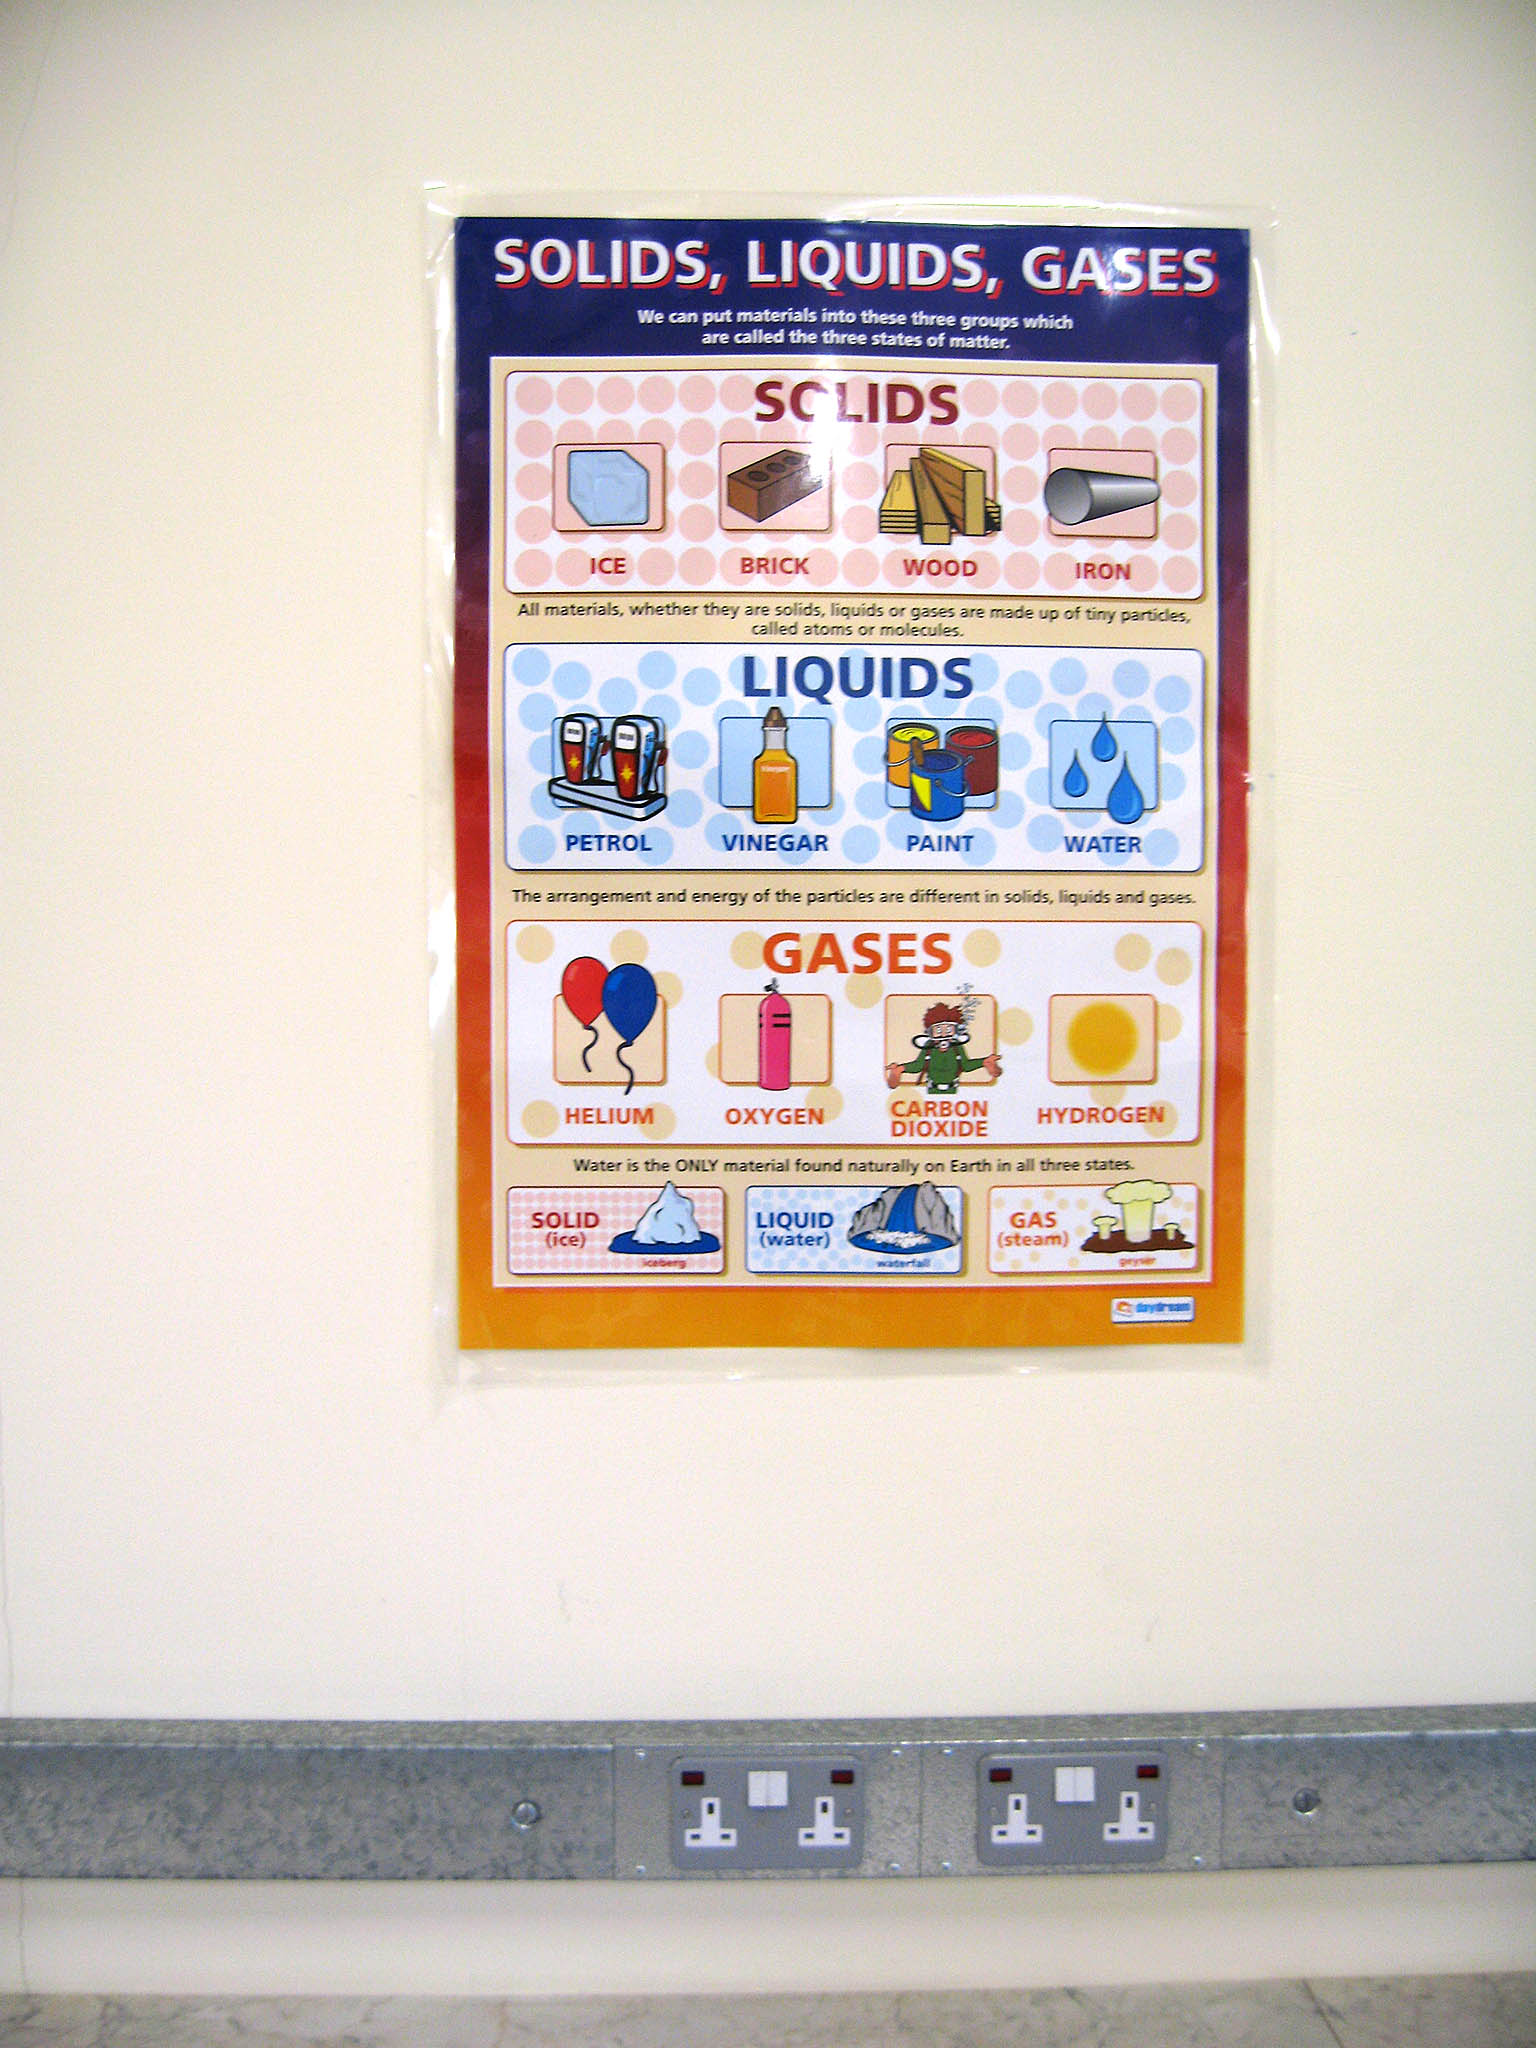 SOLIDS, LIQUIDS, GASES
We can put materials into these three groups which
are called the three states of matter.
SOLIDS
ICE
BRICK
WOOD
IRON
All materials, whether they are solids, liquids or gases are made up of tiny particles,
called atoms or molecules.
LIQUIDS
PETROL
VINEGAR
PAINT
WATER
The arrangement and energy of the particles are different in solids, liquids and gases.
GASES
HELIUM
OXYGEN
CARBON
DIOXIDE
HYDROGEN
Water is the ONLY material found naturally on Earth in all three states.
SOLID
(ice)
iceberg
LIQUID
(water)
waterfall
GAS
(steam)
geyser
daydream